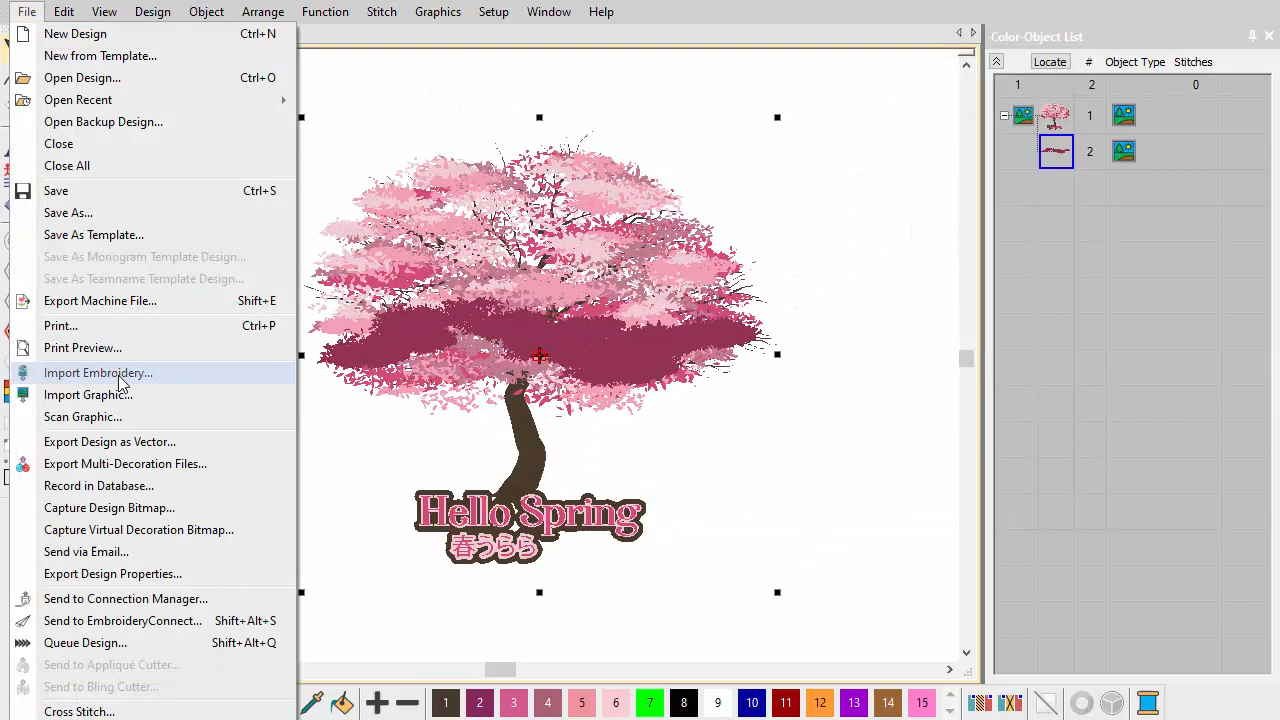 File Edit View Design Object Arrange Function Stitch Graphics Setup Window Help
New Design Ctrl+N
New from Template...
Open Design... Ctrl+O
Open Recent
Open Backup Design...
Close
Close All
Save Ctrl+S
Save As...
Save As Template...
Save As Monogram Template Design...
Save As Teamname Template Design...
Export Machine File... Shift+E
Print... Ctrl+P
Print Preview...
Import Embroidery...
Import Graphic...
Scan Graphic...
Export Design as Vector...
Export Multi-Decoration Files...
Record in Database...
Capture Design Bitmap...
Capture Virtual Decoration Bitmap...
Send via Email...
Export Design Properties...
Send to Connection Manager...
Send to EmbroideryConnect... Shift+Alt+S
Queue Design... Shift+Alt+Q
Send to Appliqué Cutter...
Send to Bling Cutter...
Cross Stitch...
Hello Spring
春うらら
Color-Object List
Locate # Object Type Stitches
1 2 0
1
2
1 2 3 4 5 6 7 8 9 10 11 12 13 14 15